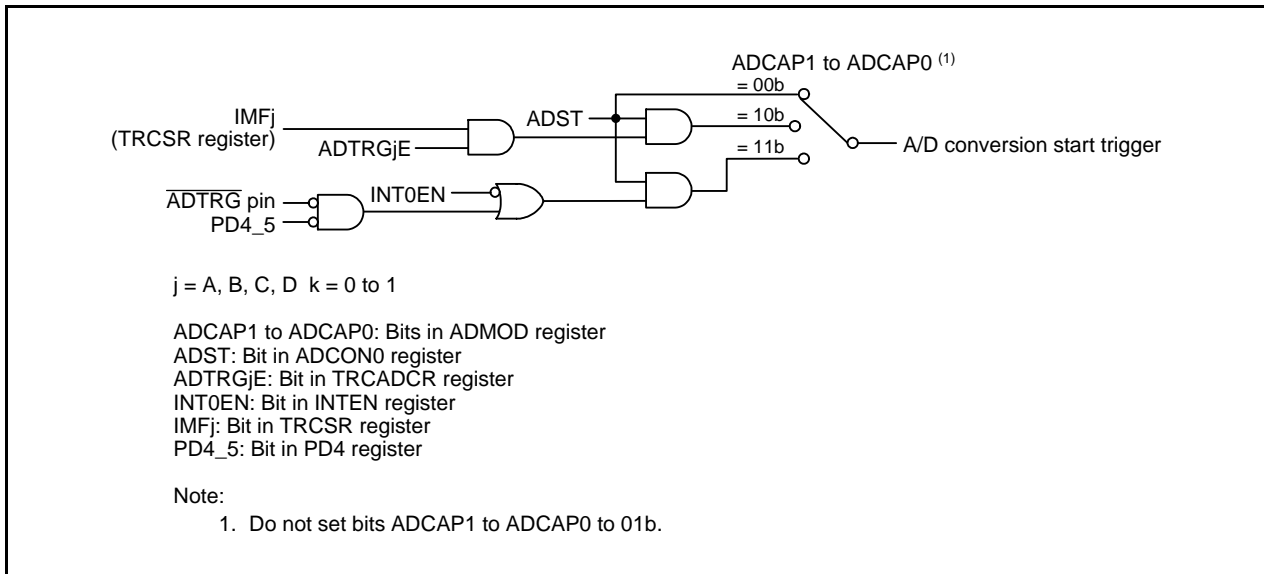 ADCAP1 to ADCAP0 (1)
= 00b
IMFj
(TRCSR register)
ADTRGjE
ADST
= 10b
= 11b
A/D conversion start trigger
ADTRG pin
PD4_5
INT0EN
j = A, B, C, D  k = 0 to 1
ADCAP1 to ADCAP0: Bits in ADMOD register
ADST: Bit in ADCON0 register
ADTRGjE: Bit in TRCADCR register
INT0EN: Bit in INTEN register
IMFj: Bit in TRCSR register
PD4_5: Bit in PD4 register
Note:
1. Do not set bits ADCAP1 to ADCAP0 to 01b.